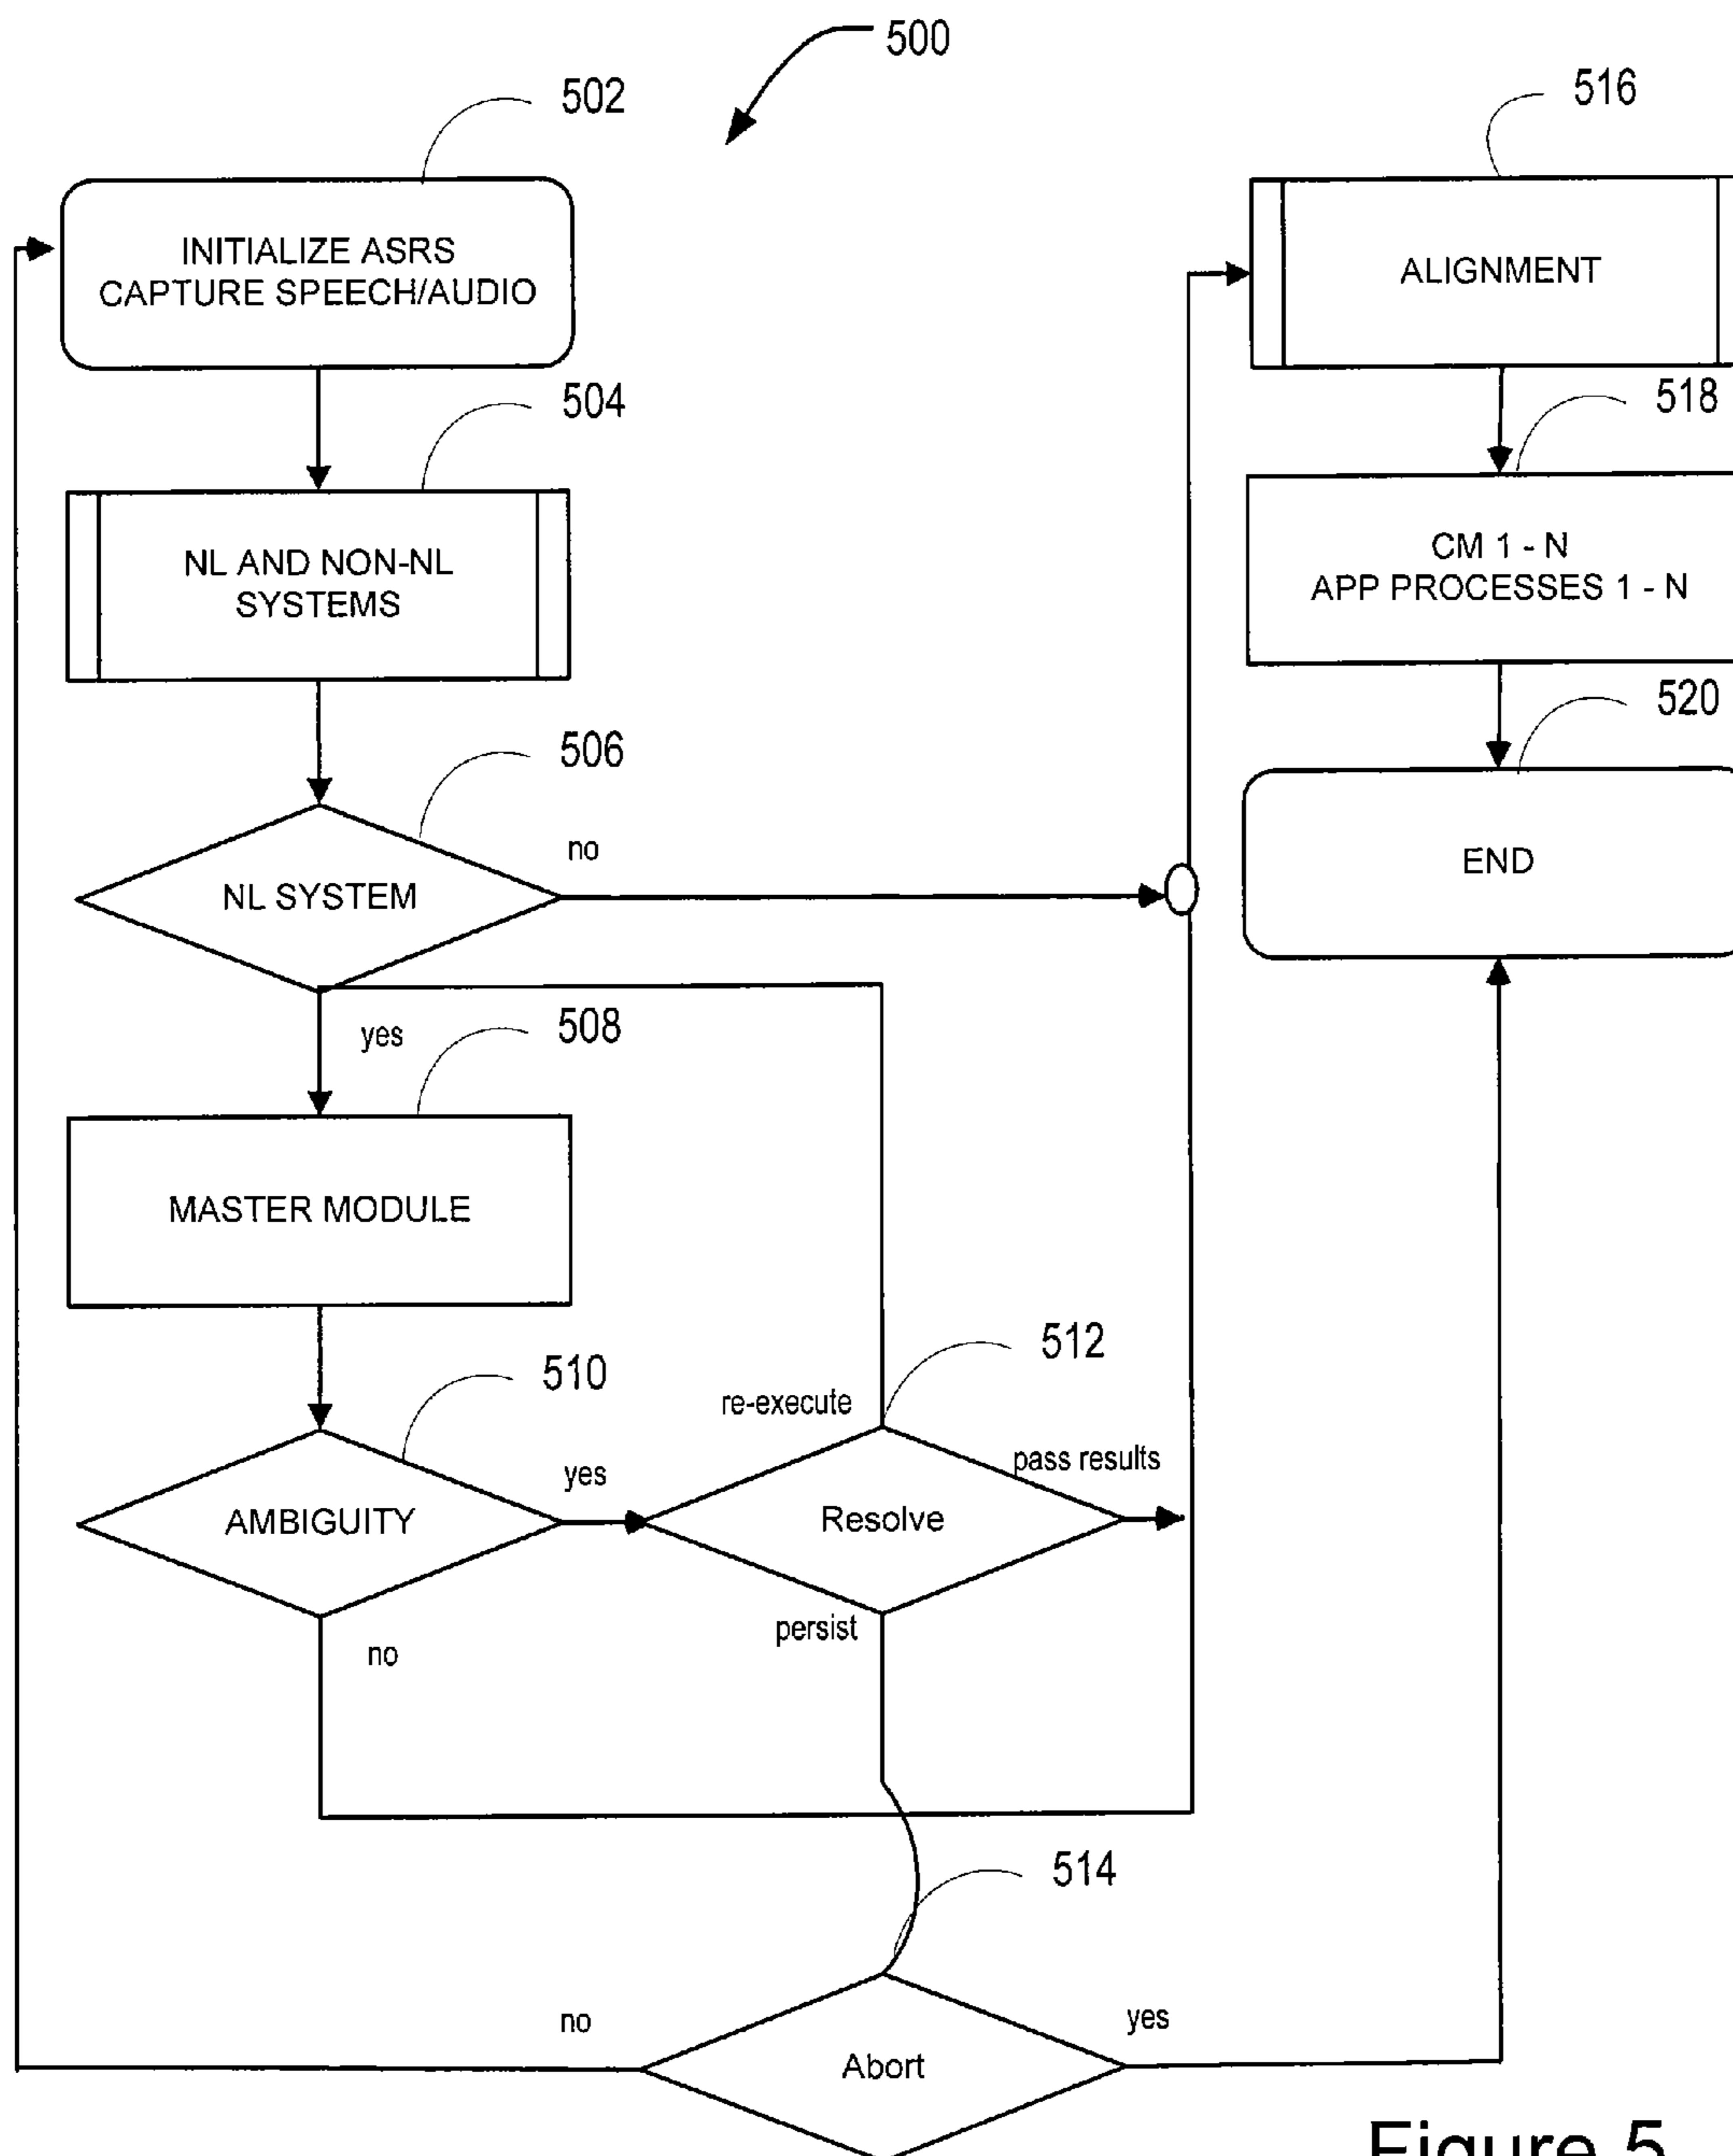 500
502
INITIALIZE ASRS
CAPTURE SPEECH/AUDIO
504
NL AND NON-NL
SYSTEMS
506
NL SYSTEM
no
yes
508
MASTER MODULE
510
AMBIGUITY
yes
no
512
re-execute
Resolve
pass results
persist
514
Abort
no
yes
516
ALIGNMENT
518
CM 1 - N
APP PROCESSES 1 - N
520
END
Figure 5